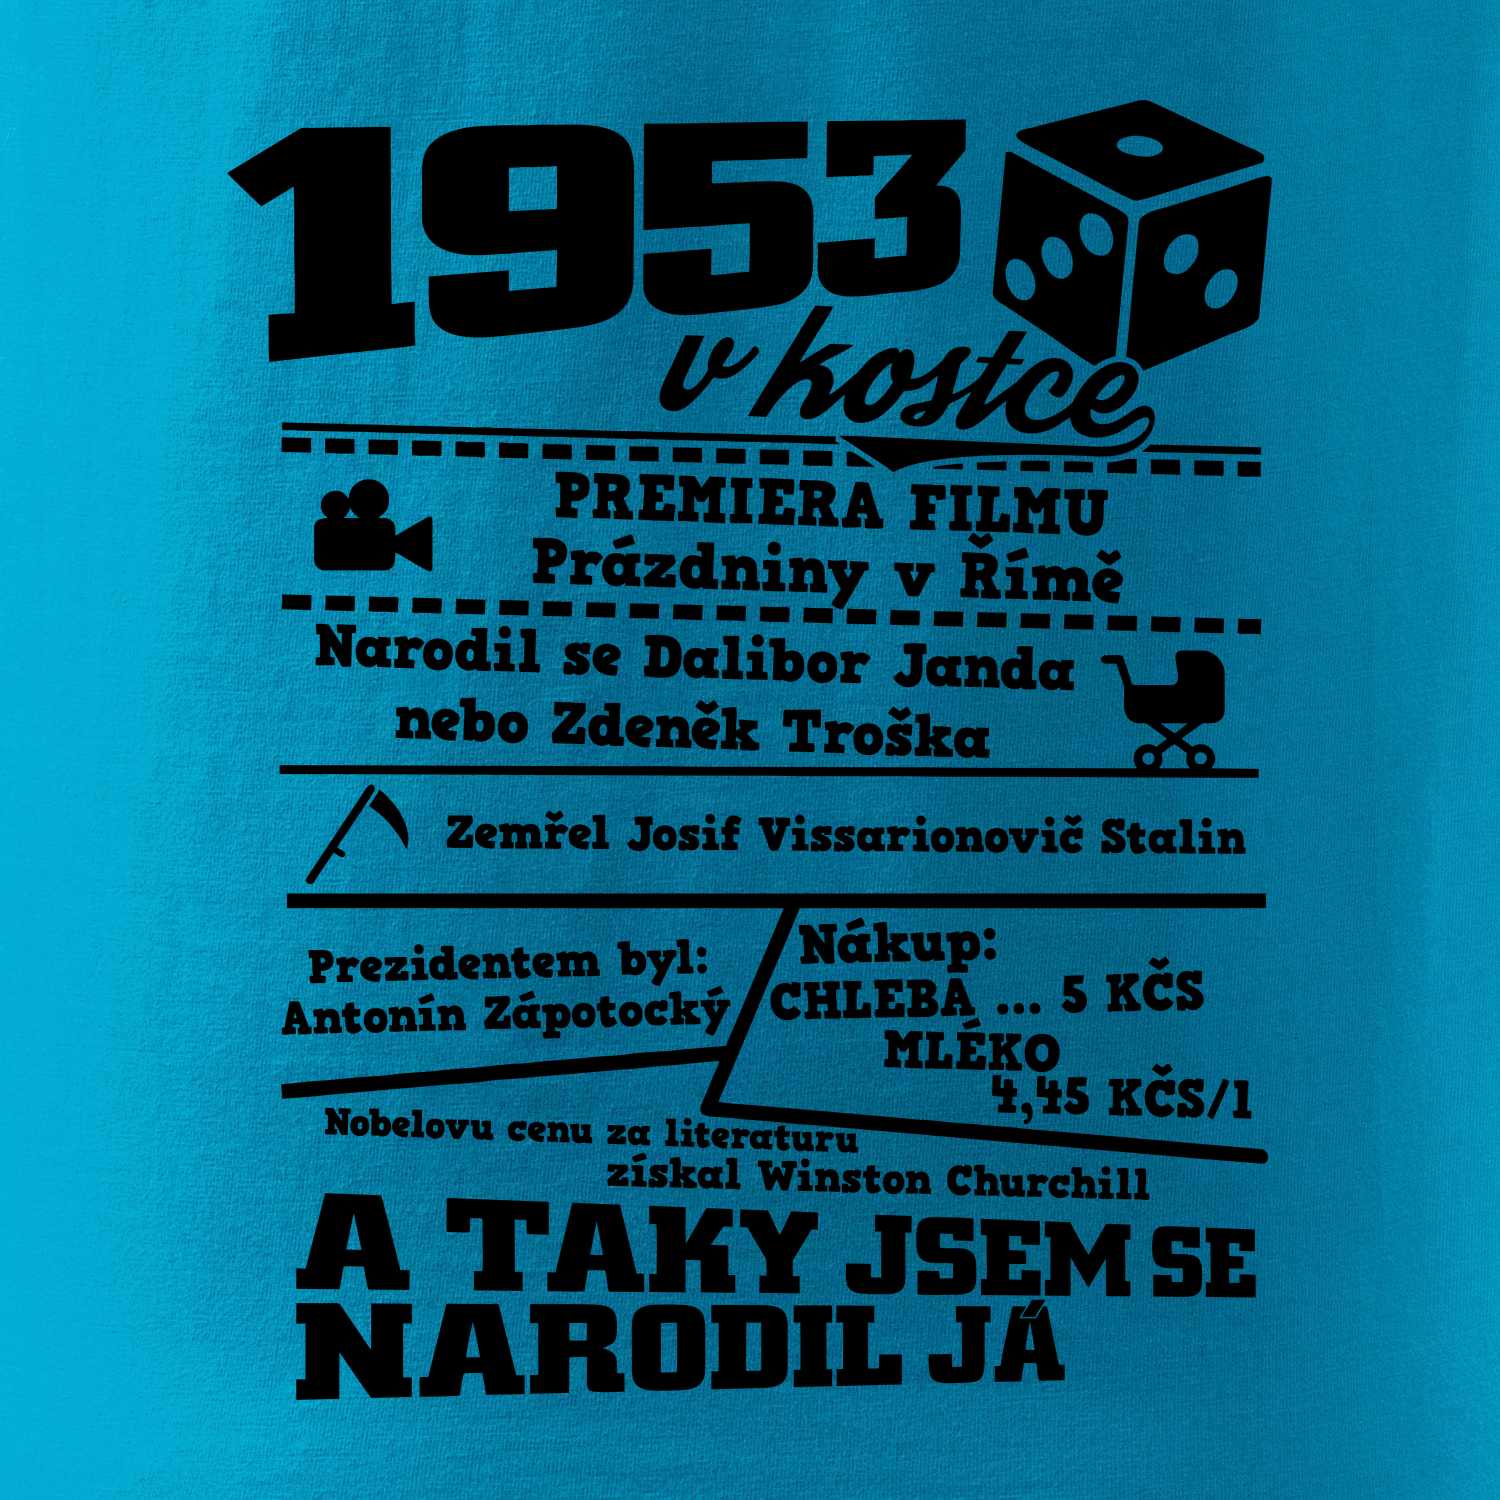 1953
v kostce
PREMIERA FILMU
Prázdniny v Římě
Narodil se Dalibor Janda
nebo Zdeněk Troška
Zemřel Josif Vissarionovič Stalin
Prezidentem byl:
Antonín Zápotocký
Nákup:
CHLEBA ... 5 KČS
MLÉKO
4,45 KČS/l
Nobelovu cenu za literaturu
získal Winston Churchill
A TAKY JSEM SE
NARODIL JÁ